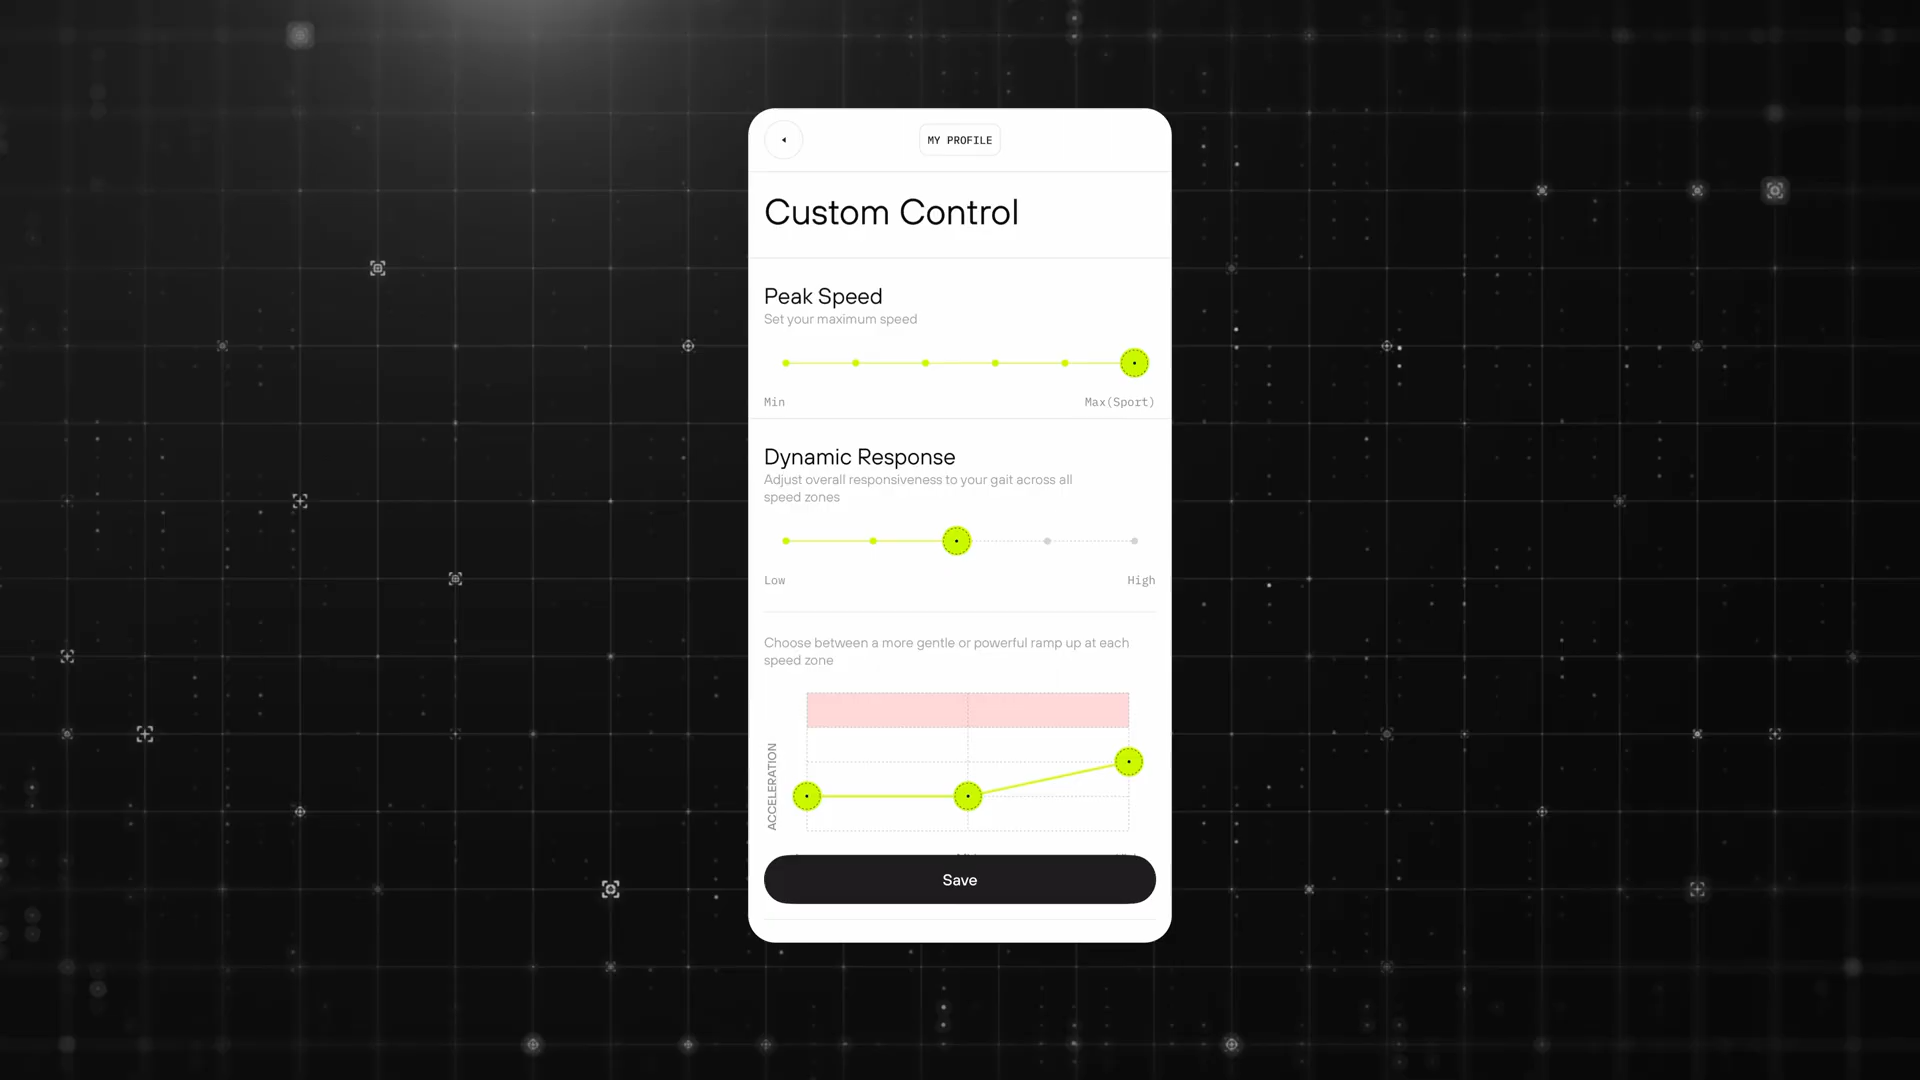 MY PROFILE
Custom Control
Peak Speed
Set your maximum speed
Min
Max(Sport)
Dynamic Response
Adjust overall responsiveness to your gait across all
speed zones
Low
High
Choose between a more gentle or powerful ramp up at each
speed zone
ACCELERATION
Save